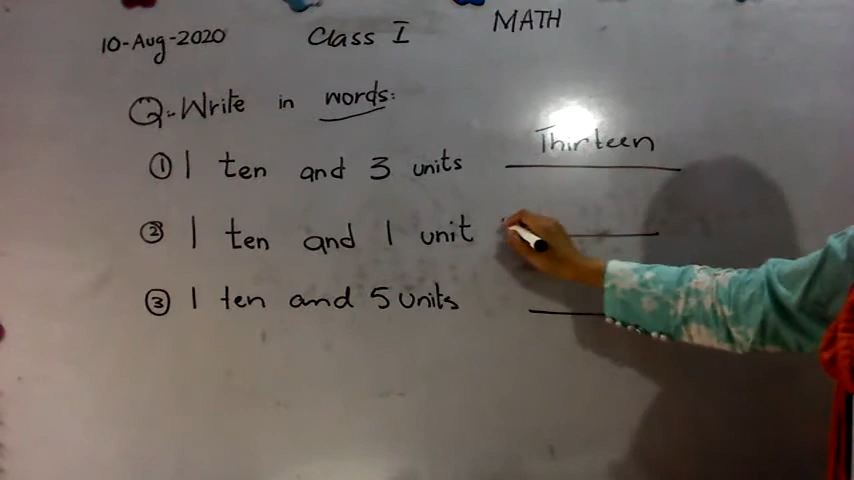 10-Aug-2020 Class I MATH
Q:-Write in words:
① 1 ten and 3 units Thirteen
② 1 ten and 1 unit
③ 1 ten and 5 units